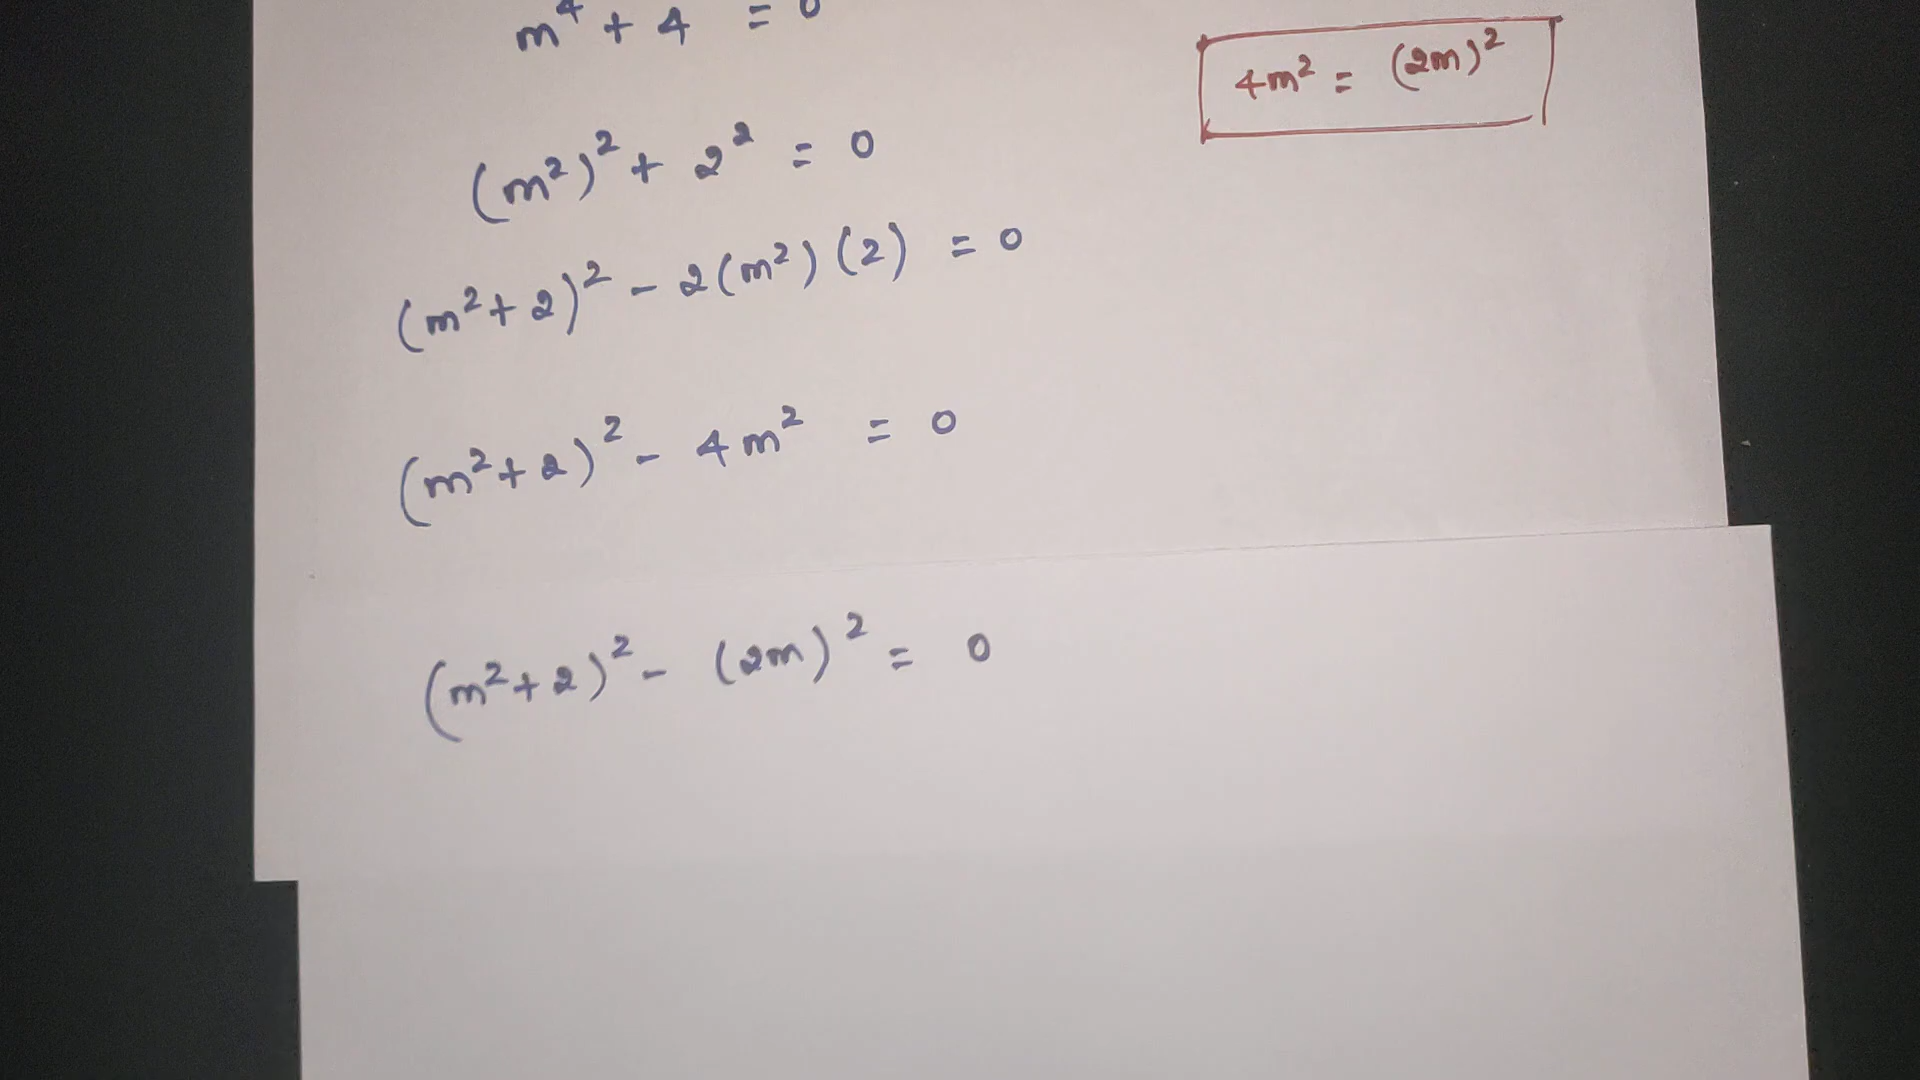 m⁴ + 4 = 0
4m² = (2m)²
(m²)² + 2² = 0
(m²+2)² - 2(m²)(2) = 0
(m²+2)² - 4m² = 0
(m²+2)² - (2m)² = 0